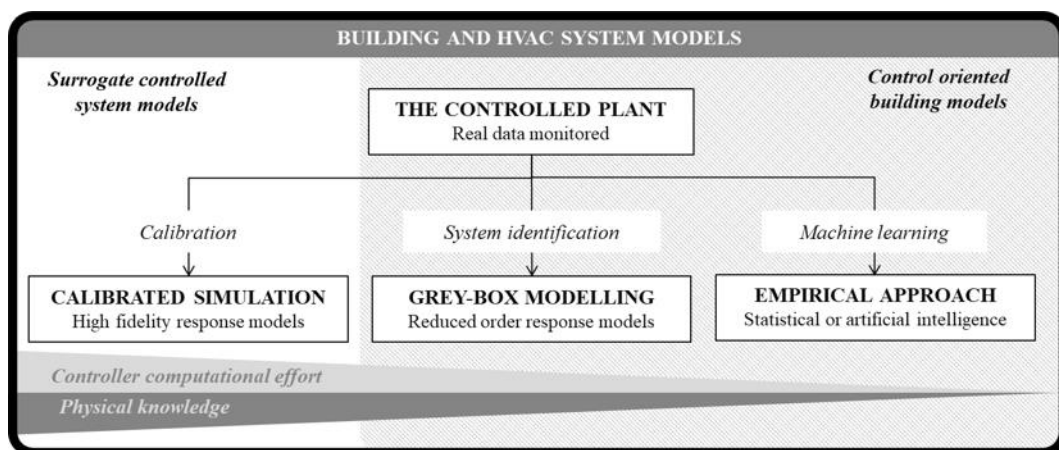 BUILDING AND HVAC SYSTEM MODELS
Surrogate controlled
system models
Control oriented
building models
THE CONTROLLED PLANT
Real data monitored
Calibration
System identification
Machine learning
CALIBRATED SIMULATION
High fidelity response models
GREY-BOX MODELLING
Reduced order response models
EMPIRICAL APPROACH
Statistical or artificial intelligence
Controller computational effort
Physical knowledge